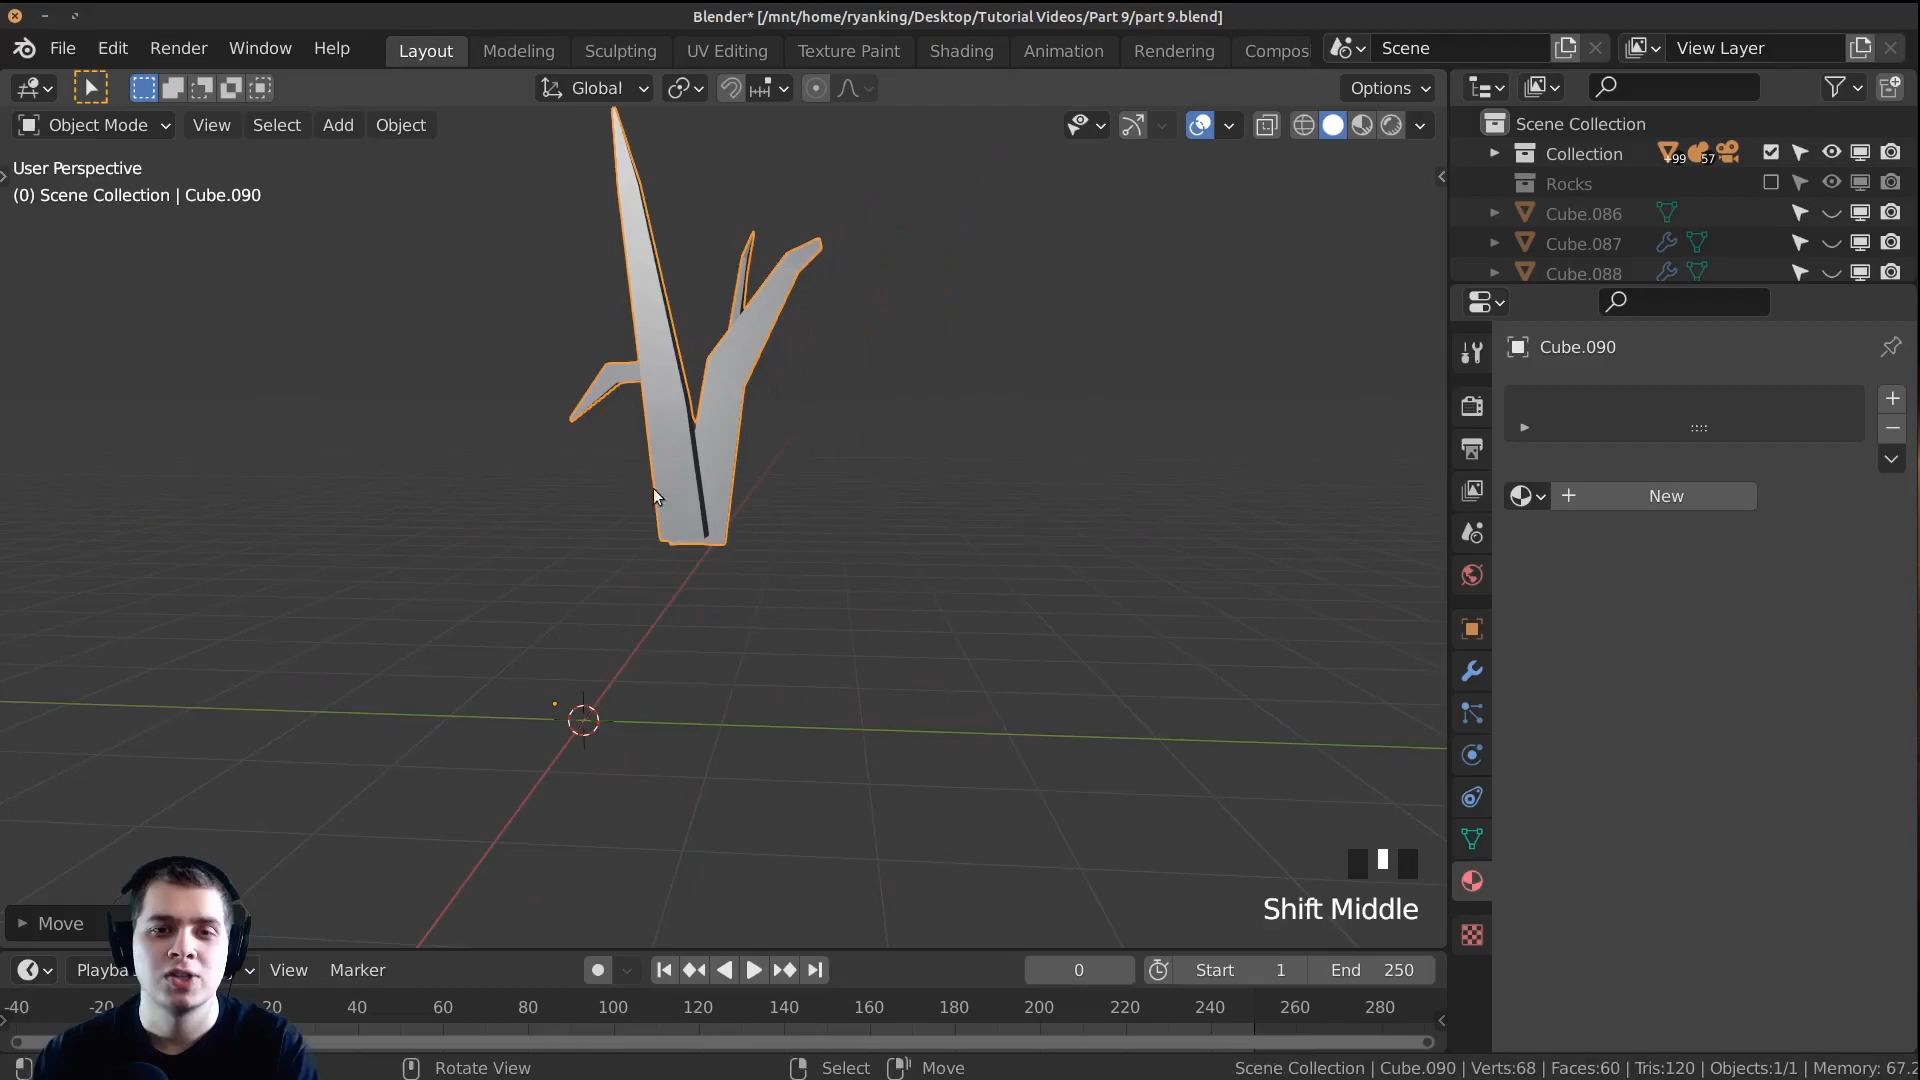 Blender* [/mnt/home/ryanking/Desktop/Tutorial Videos/Part 9/part 9.blend]
File Edit Render Window Help Layout Modeling Sculpting UV Editing Texture Paint Shading Animation Rendering Compos Scene View Layer
Global Options
Object Mode View Select Add Object
User Perspective
(0) Scene Collection | Cube.090
Scene Collection
Collection +99 57
Rocks
Cube.086
Cube.087
Cube.088
Cube.090
New
Shift Middle
Move
Playba View Marker 0 Start 1 End 250
-40 -20 20 40 60 80 100 120 140 160 180 200 220 240 260 280
Rotate View Select Move Scene Collection | Cube.090 | Verts:68 | Faces:60 | Tris:120 | Objects:1/1 | Memory: 67.2